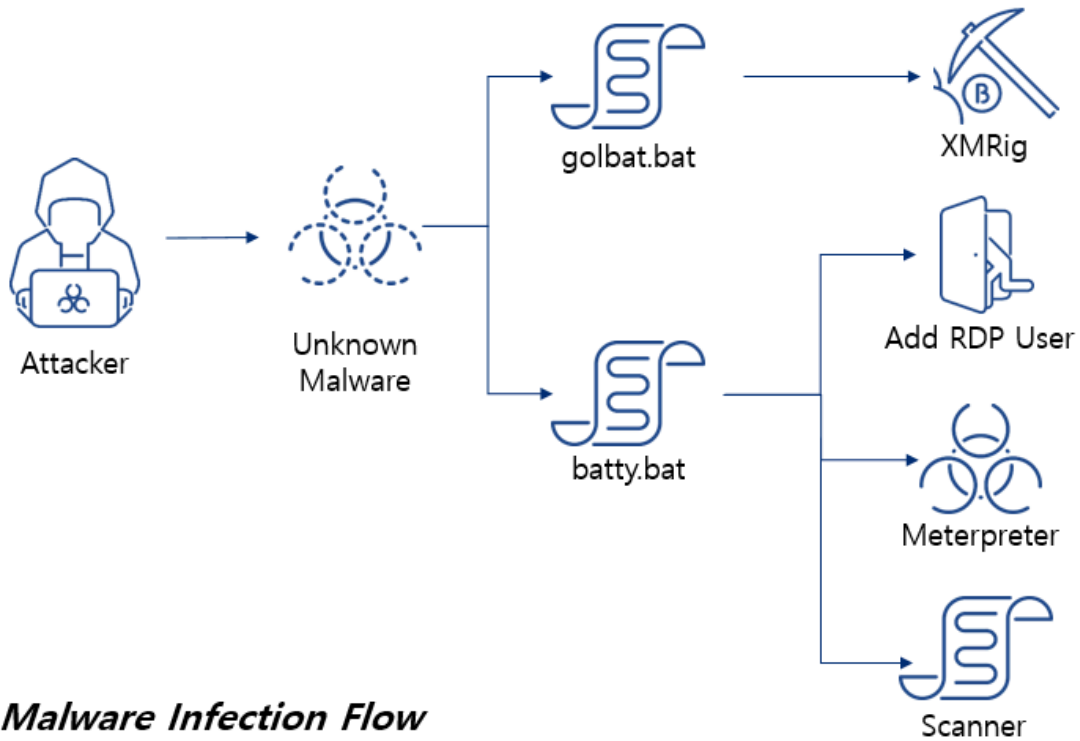 golbat.bat
XMRig
Attacker
Unknown
Malware
Add RDP User
batty.bat
Meterpreter
Scanner
Malware Infection Flow